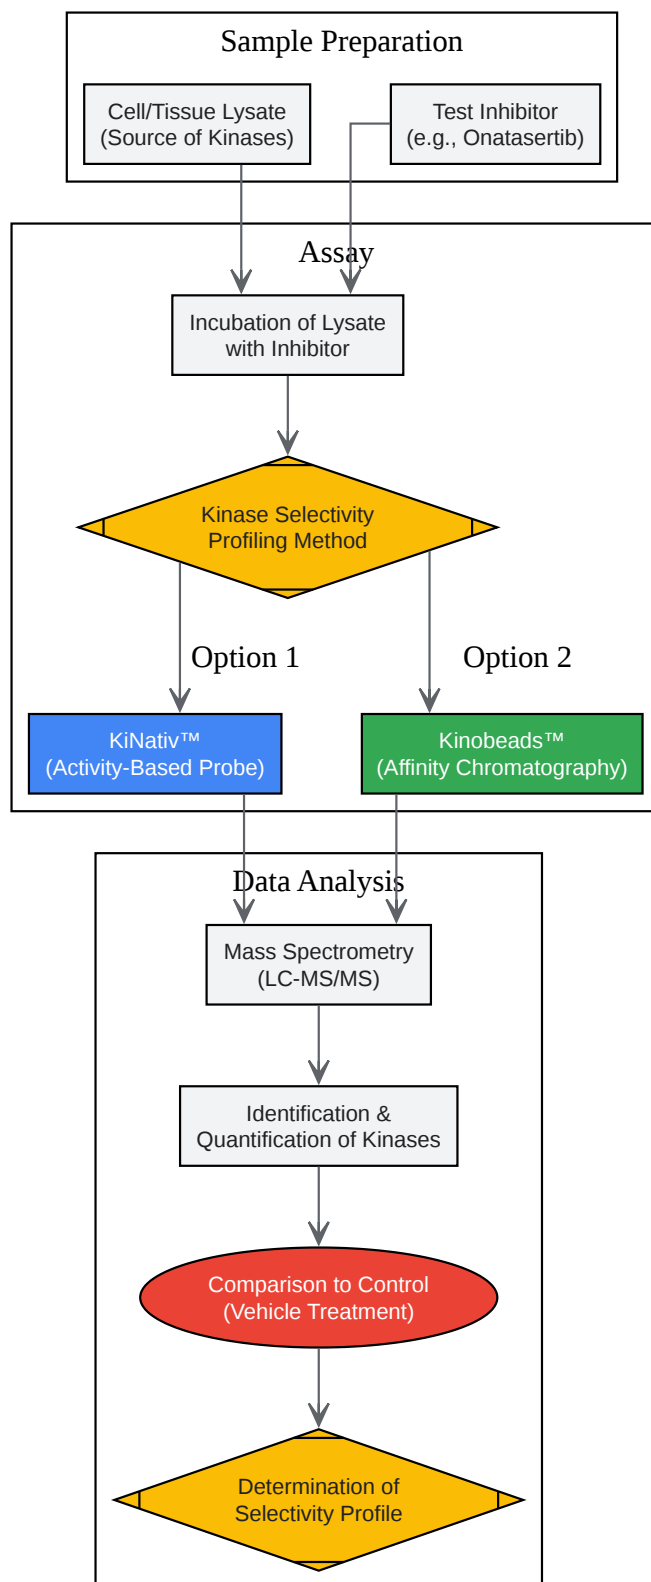 Sample Preparation
Cell/Tissue Lysate
(Source of Kinases)
Test Inhibitor
(e.g., Onatasertib)
Assay
Incubation of Lysate
with Inhibitor
Kinase Selectivity
Profiling Method
Option 1
Option 2
KiNativ™
(Activity-Based Probe)
Kinobeads™
(Affinity Chromatography)
Data Analysis
Mass Spectrometry
(LC-MS/MS)
Identification &
Quantification of Kinases
Comparison to Control
(Vehicle Treatment)
Determination of
Selectivity Profile